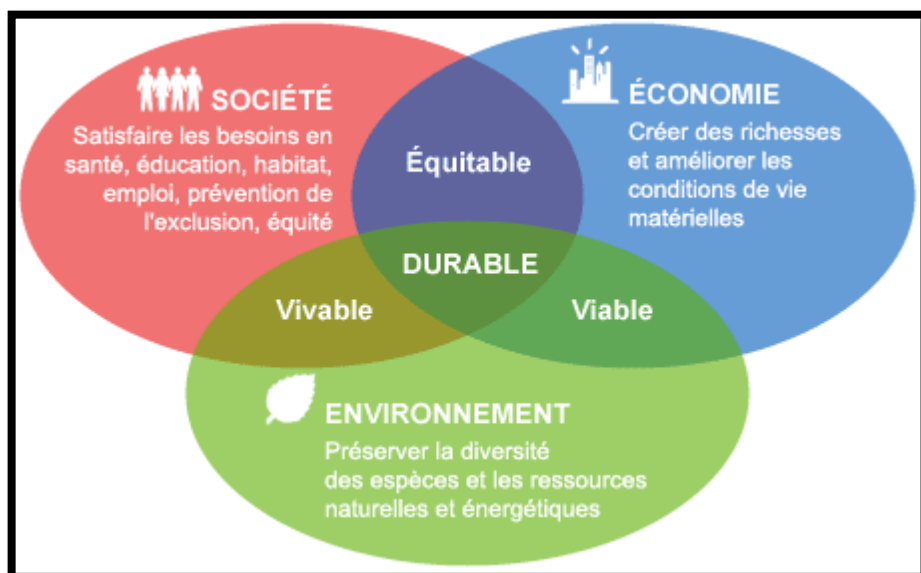 SOCIÉTÉ
Satisfaire les besoins en
santé, éducation, habitat,
emploi, prévention de
l'exclusion, équité
ÉCONOMIE
Créer des richesses
et améliorer les
conditions de vie
matérielles
Équitable
DURABLE
Vivable
Viable
ENVIRONNEMENT
Préserver la diversité
des espèces et les ressources
naturelles et énergétiques